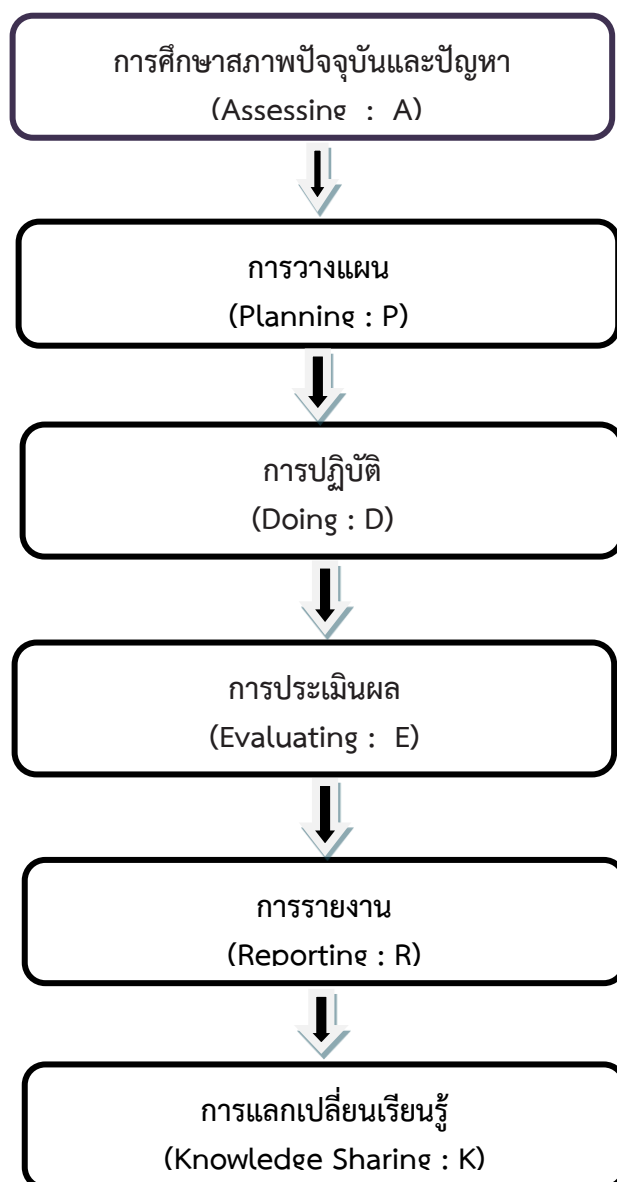 การศึกษาสภาพปัจจุบันและปัญหา
(Assessing : A)
การวางแผน
(Planning : P)
การปฏิบัติ
(Doing : D)
การประเมินผล
(Evaluating : E)
การรายงาน
(Reporting : R)
การแลกเปลี่ยนเรียนรู้
(Knowledge Sharing : K)